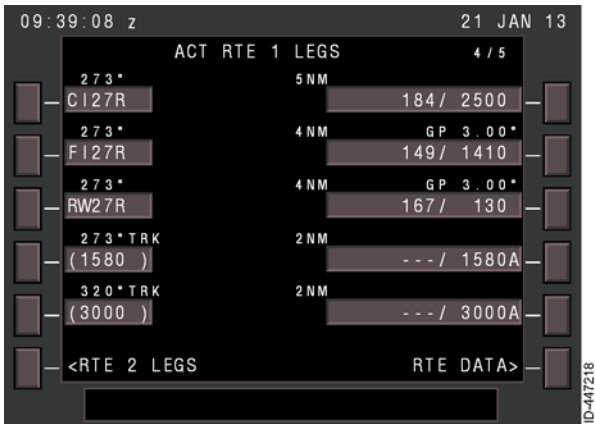 09:39:08 z 21 JAN 13
ACT RTE 1 LEGS 4/5
273° 5NM
CI27R 184/ 2500
273° 4NM GP 3.00°
FI27R 149/ 1410
273° 4NM GP 3.00°
RW27R 167/ 130
273°TRK 2NM
(1580 ) ---/ 1580A
320°TRK 2NM
(3000 ) ---/ 3000A
<RTE 2 LEGS RTE DATA>
ID-447218